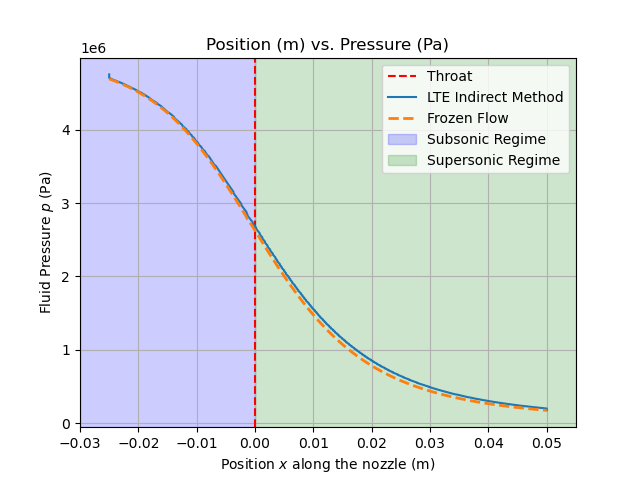 Position (m) vs. Pressure (Pa)
1e6
Throat
LTE Indirect Method
Frozen Flow
Subsonic Regime
Supersonic Regime
Fluid Pressure p (Pa)
4
3
2
1
0
−0.03 −0.02 −0.01 0.00 0.01 0.02 0.03 0.04 0.05
Position x along the nozzle (m)